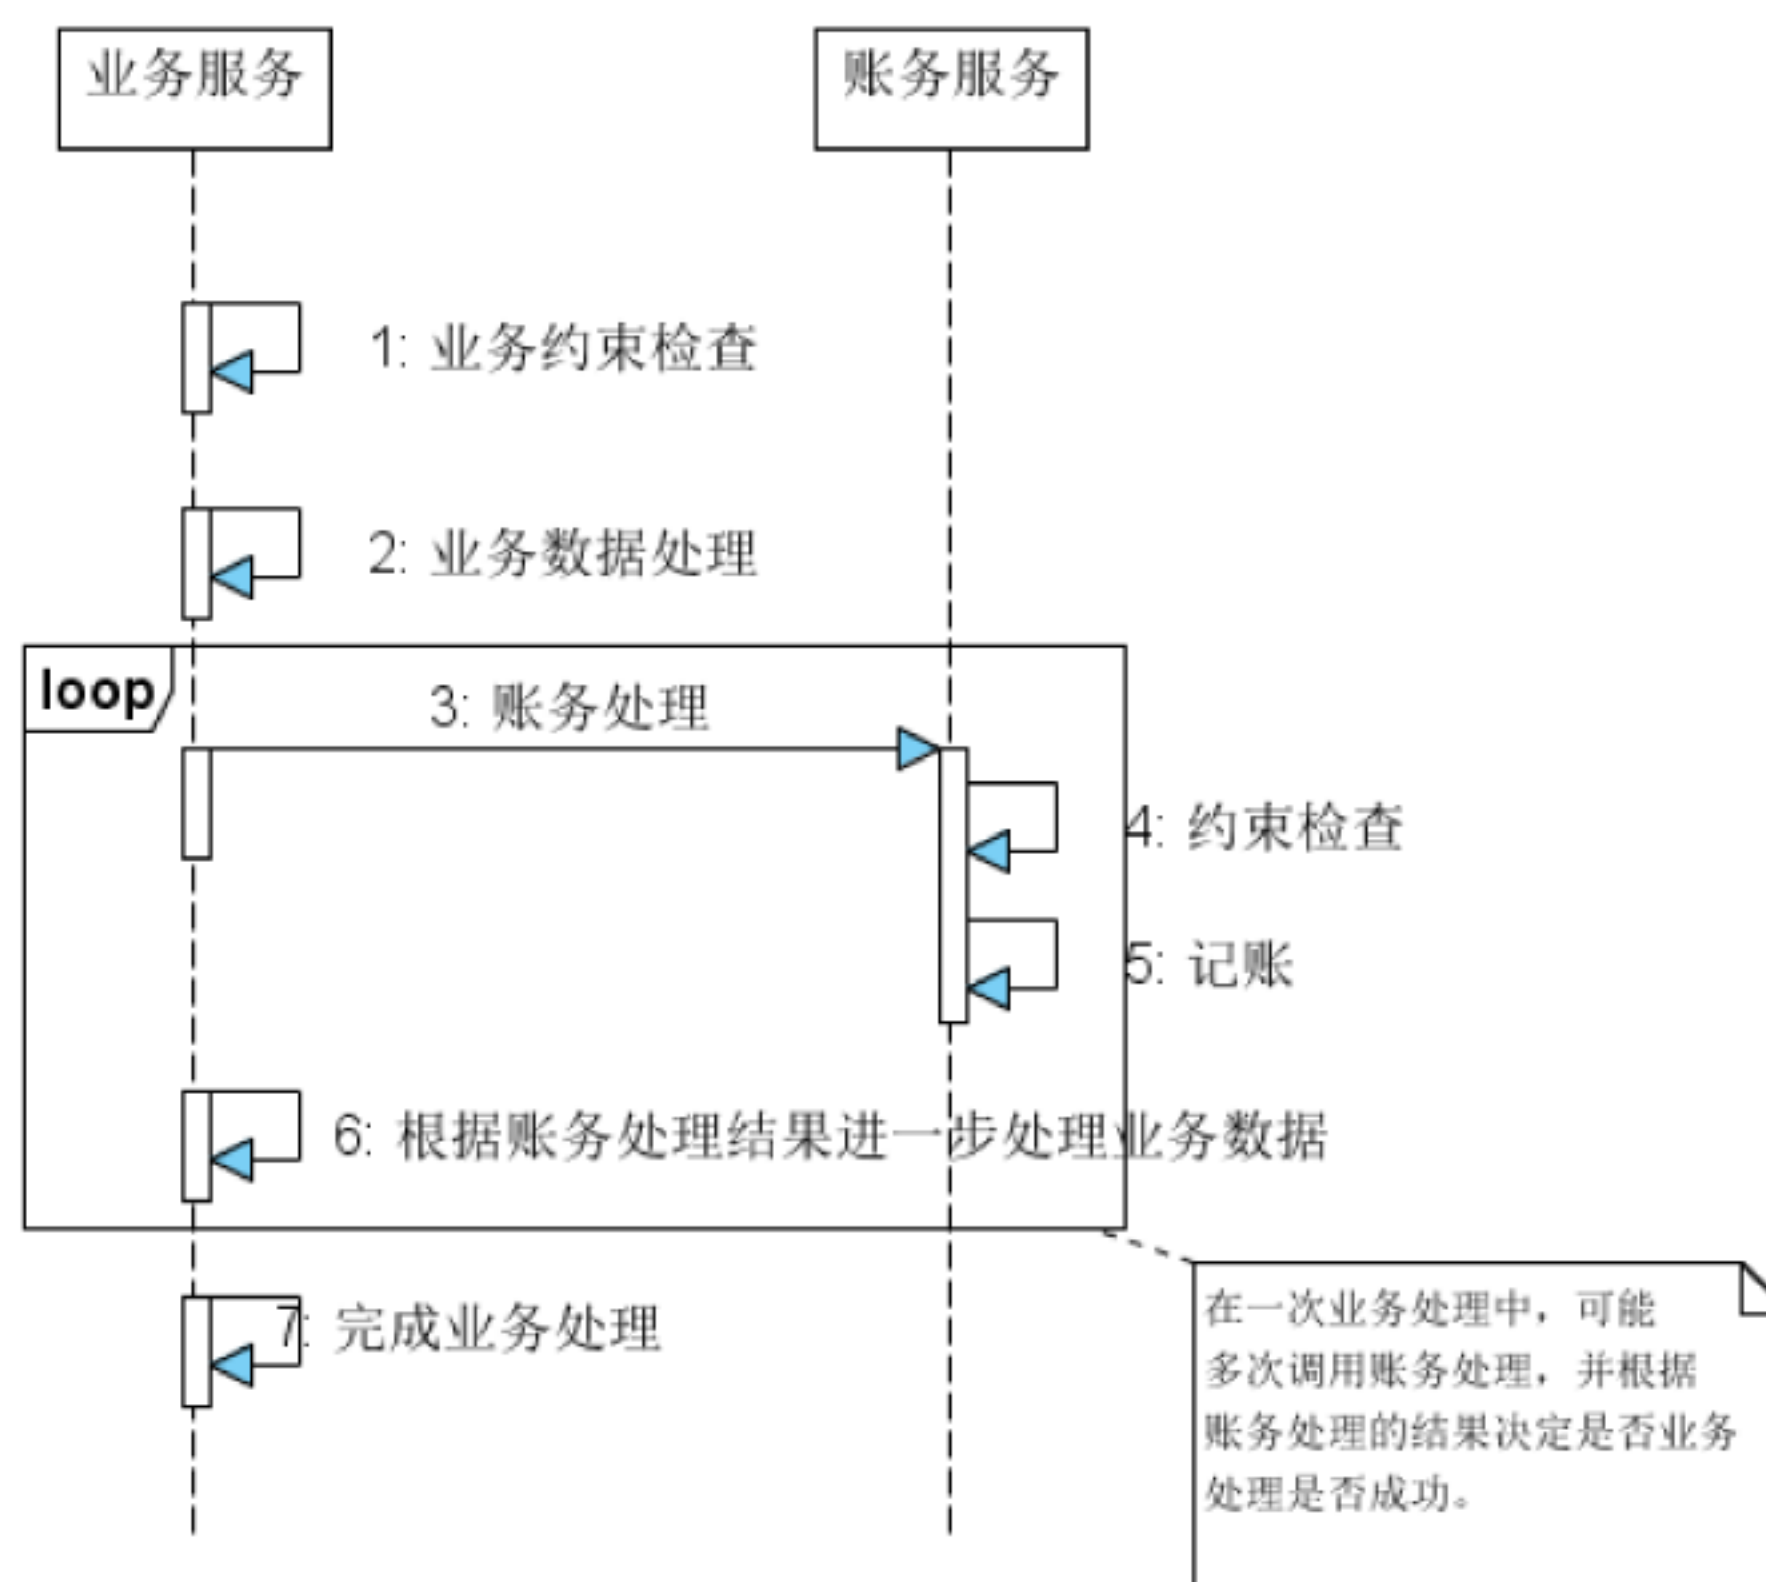 业务服务
账务服务
1: 业务约束检查
2: 业务数据处理
loop
3: 账务处理
4: 约束检查
5: 记账
6: 根据账务处理结果进一步处理业务数据
7: 完成业务处理
在一次业务处理中，可能
多次调用账务处理，并根据
账务处理的结果决定是否业务
处理是否成功。